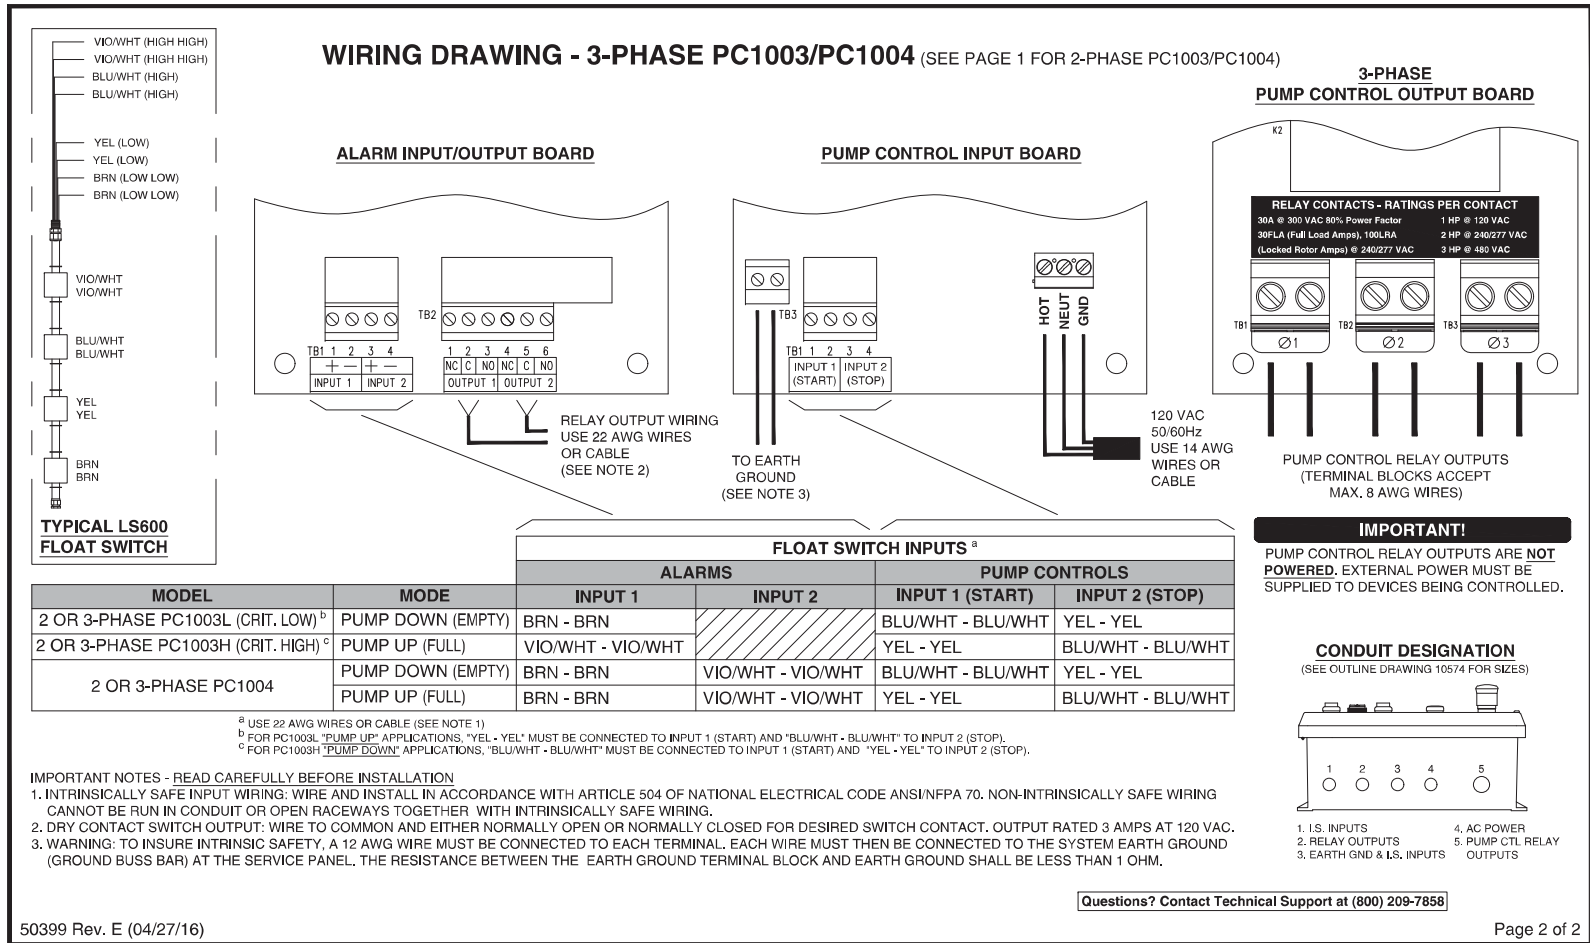 WIRING DRAWING - 3-PHASE PC1003/PC1004 (SEE PAGE 1 FOR 2-PHASE PC1003/PC1004)
VIO/WHT (HIGH HIGH)
VIO/WHT (HIGH HIGH)
BLU/WHT (HIGH)
BLU/WHT (HIGH)
YEL (LOW)
YEL (LOW)
BRN (LOW LOW)
BRN (LOW LOW)
VIO/WHT
VIO/WHT
BLU/WHT
BLU/WHT
YEL
YEL
BRN
BRN
TYPICAL LS600
FLOAT SWITCH
ALARM INPUT/OUTPUT BOARD
TB2
TB1 1 2 3 4
+ − + −
INPUT 1 INPUT 2
1 2 3 4 5 6
NC C NO NC C NO
OUTPUT 1 OUTPUT 2
RELAY OUTPUT WIRING
USE 22 AWG WIRES
OR CABLE
(SEE NOTE 2)
PUMP CONTROL INPUT BOARD
TB3
TB1 1 2 3 4
INPUT 1 INPUT 2
(START) (STOP)
HOT
NEUT
GND
TO EARTH
GROUND
(SEE NOTE 3)
120 VAC
50/60Hz
USE 14 AWG
WIRES OR
CABLE
3-PHASE
PUMP CONTROL OUTPUT BOARD
K2
RELAY CONTACTS - RATINGS PER CONTACT
30A @ 300 VAC 80% Power Factor 1 HP @ 120 VAC
30FLA (Full Load Amps), 100LRA 2 HP @ 240/277 VAC
(Locked Rotor Amps) @ 240/277 VAC 3 HP @ 480 VAC
TB1 TB2 TB3
Ø1 Ø2 Ø3
PUMP CONTROL RELAY OUTPUTS
(TERMINAL BLOCKS ACCEPT
MAX. 8 AWG WIRES)
IMPORTANT!
PUMP CONTROL RELAY OUTPUTS ARE NOT
POWERED. EXTERNAL POWER MUST BE
SUPPLIED TO DEVICES BEING CONTROLLED.
FLOAT SWITCH INPUTS a
ALARMS PUMP CONTROLS
MODEL MODE INPUT 1 INPUT 2 INPUT 1 (START) INPUT 2 (STOP)
2 OR 3-PHASE PC1003L (CRIT. LOW) b PUMP DOWN (EMPTY) BRN - BRN BLU/WHT - BLU/WHT YEL - YEL
2 OR 3-PHASE PC1003H (CRIT. HIGH) c PUMP UP (FULL) VIO/WHT - VIO/WHT YEL - YEL BLU/WHT - BLU/WHT
2 OR 3-PHASE PC1004
PUMP DOWN (EMPTY) BRN - BRN VIO/WHT - VIO/WHT BLU/WHT - BLU/WHT YEL - YEL
PUMP UP (FULL) BRN - BRN VIO/WHT - VIO/WHT YEL - YEL BLU/WHT - BLU/WHT
a USE 22 AWG WIRES OR CABLE (SEE NOTE 1)
b FOR PC1003L "PUMP UP" APPLICATIONS, "YEL - YEL" MUST BE CONNECTED TO INPUT 1 (START) AND "BLU/WHT - BLU/WHT" TO INPUT 2 (STOP).
c FOR PC1003H "PUMP DOWN" APPLICATIONS, "BLU/WHT - BLU/WHT" MUST BE CONNECTED TO INPUT 1 (START) AND "YEL - YEL" TO INPUT 2 (STOP).
CONDUIT DESIGNATION
(SEE OUTLINE DRAWING 10574 FOR SIZES)
1 2 3 4 5
1. I.S. INPUTS
2. RELAY OUTPUTS
3. EARTH GND & I.S. INPUTS
4. AC POWER
5. PUMP CTL RELAY
OUTPUTS
IMPORTANT NOTES - READ CAREFULLY BEFORE INSTALLATION
1. INTRINSICALLY SAFE INPUT WIRING: WIRE AND INSTALL IN ACCORDANCE WITH ARTICLE 504 OF NATIONAL ELECTRICAL CODE ANSI/NFPA 70. NON-INTRINSICALLY SAFE WIRING
CANNOT BE RUN IN CONDUIT OR OPEN RACEWAYS TOGETHER WITH INTRINSICALLY SAFE WIRING.
2. DRY CONTACT SWITCH OUTPUT: WIRE TO COMMON AND EITHER NORMALLY OPEN OR NORMALLY CLOSED FOR DESIRED SWITCH CONTACT. OUTPUT RATED 3 AMPS AT 120 VAC.
3. WARNING: TO INSURE INTRINSIC SAFETY, A 12 AWG WIRE MUST BE CONNECTED TO EACH TERMINAL. EACH WIRE MUST THEN BE CONNECTED TO THE SYSTEM EARTH GROUND
(GROUND BUSS BAR) AT THE SERVICE PANEL. THE RESISTANCE BETWEEN THE EARTH GROUND TERMINAL BLOCK AND EARTH GROUND SHALL BE LESS THAN 1 OHM.
Questions? Contact Technical Support at (800) 209-7858
50399 Rev. E (04/27/16)
Page 2 of 2